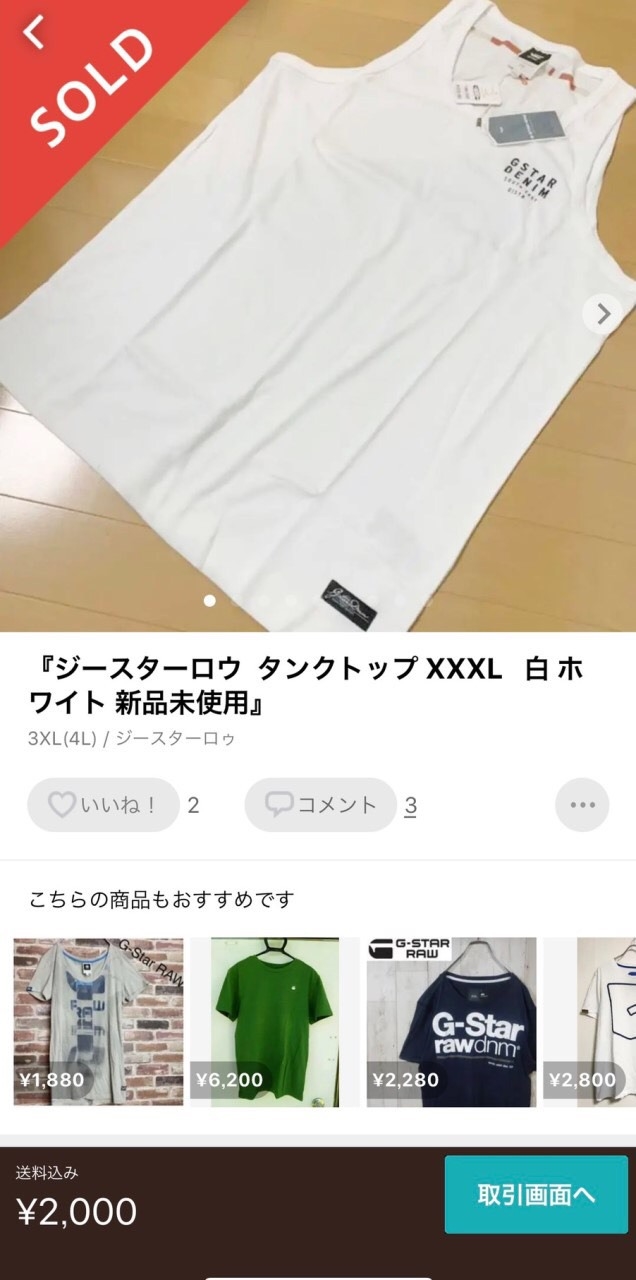 SOLD
GSTAR
DENIM
『ジースターロウ タンクトップ XXXL 白 ホ
ワイト 新品未使用』
3XL(4L) / ジースターロゥ
いいね！ 2 コメント 3
こちらの商品もおすすめです
G-Star RAW
G-STAR
RAW
G-Star
rawdnm
¥1,880 ¥6,200 ¥2,280 ¥2,800
送料込み
¥2,000
取引画面へ